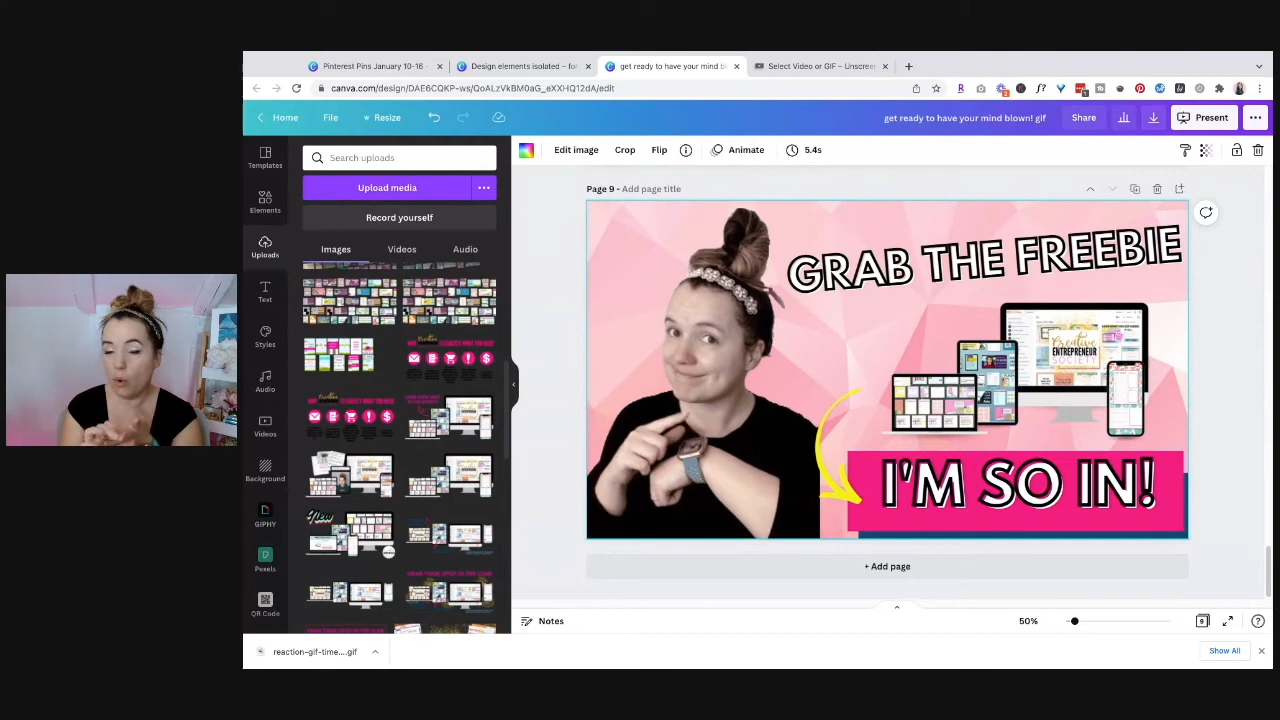 Pinterest Pins January 10-16 -
Design elements isolated – for
get ready to have your mind bl
Select Video or GIF – Unscreen
canva.com/design/DAE6CQKP-ws/QoALzVkBM0aG_eXXHQ12dA/edit
Home
File
Resize
get ready to have your mind blown! gif
Share
Present
Templates
Elements
Uploads
Text
Styles
Audio
Videos
Background
GIPHY
Pexels
QR Code
Search uploads
Upload media
Record yourself
Images
Videos
Audio
Edit image
Crop
Flip
Animate
5.4s
Page 9 - Add page title
GRAB THE FREEBIE
Creative
ENTREPRENEUR
SOCIETY
I'M SO IN!
+ Add page
Notes
50%
9
reaction-gif-time....gif
Show All